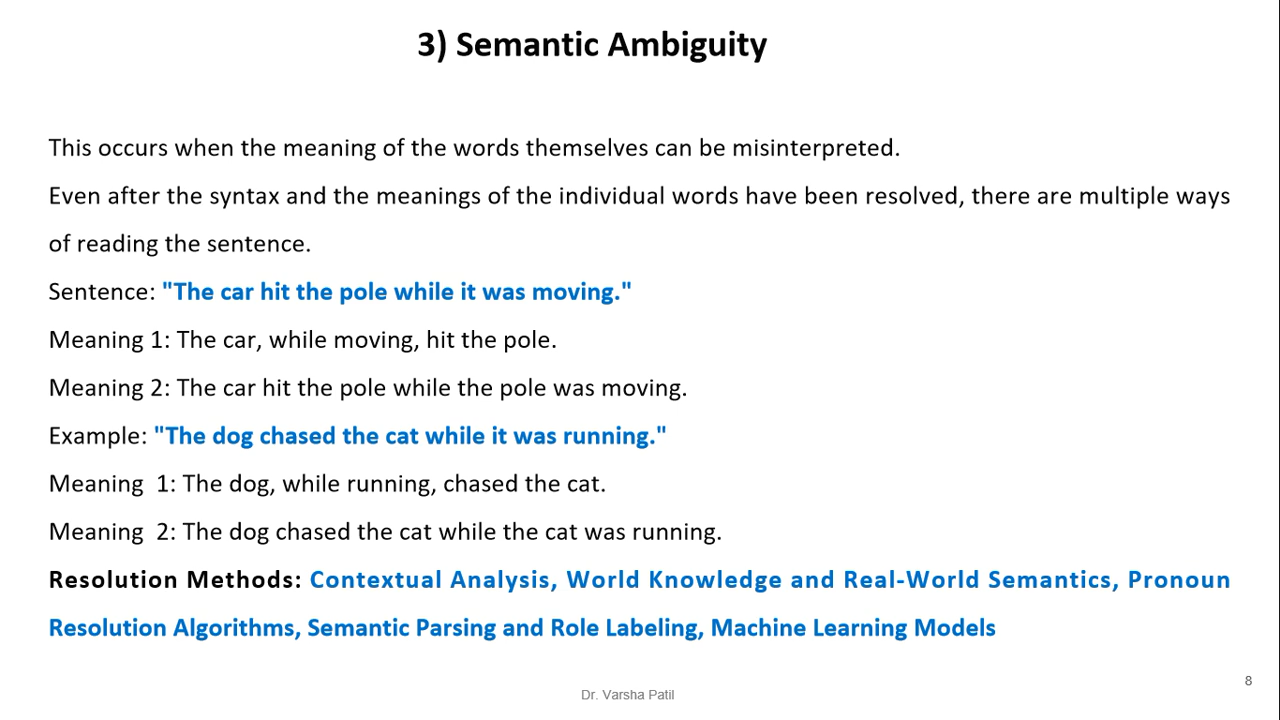 3) Semantic Ambiguity
This occurs when the meaning of the words themselves can be misinterpreted.
Even after the syntax and the meanings of the individual words have been resolved, there are multiple ways
of reading the sentence.
Sentence: "The car hit the pole while it was moving."
Meaning 1: The car, while moving, hit the pole.
Meaning 2: The car hit the pole while the pole was moving.
Example: "The dog chased the cat while it was running."
Meaning  1: The dog, while running, chased the cat.
Meaning  2: The dog chased the cat while the cat was running.
Resolution Methods: Contextual Analysis, World Knowledge and Real-World Semantics, Pronoun
Resolution Algorithms, Semantic Parsing and Role Labeling, Machine Learning Models
8
Dr. Varsha Patil